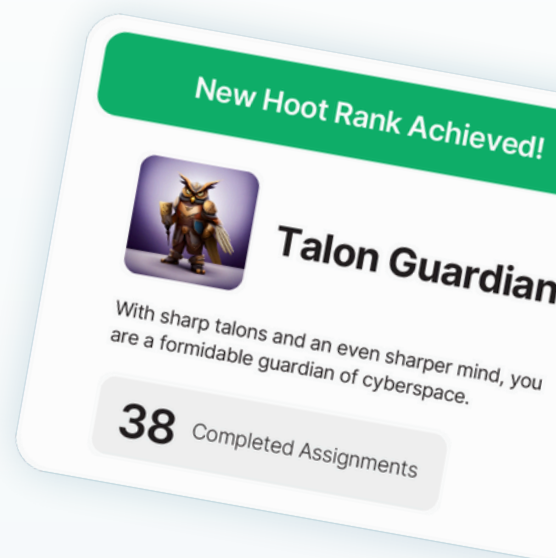 New Hoot Rank Achieved!
Talon Guardian
With sharp talons and an even sharper mind, you
are a formidable guardian of cyberspace.
38 Completed Assignments